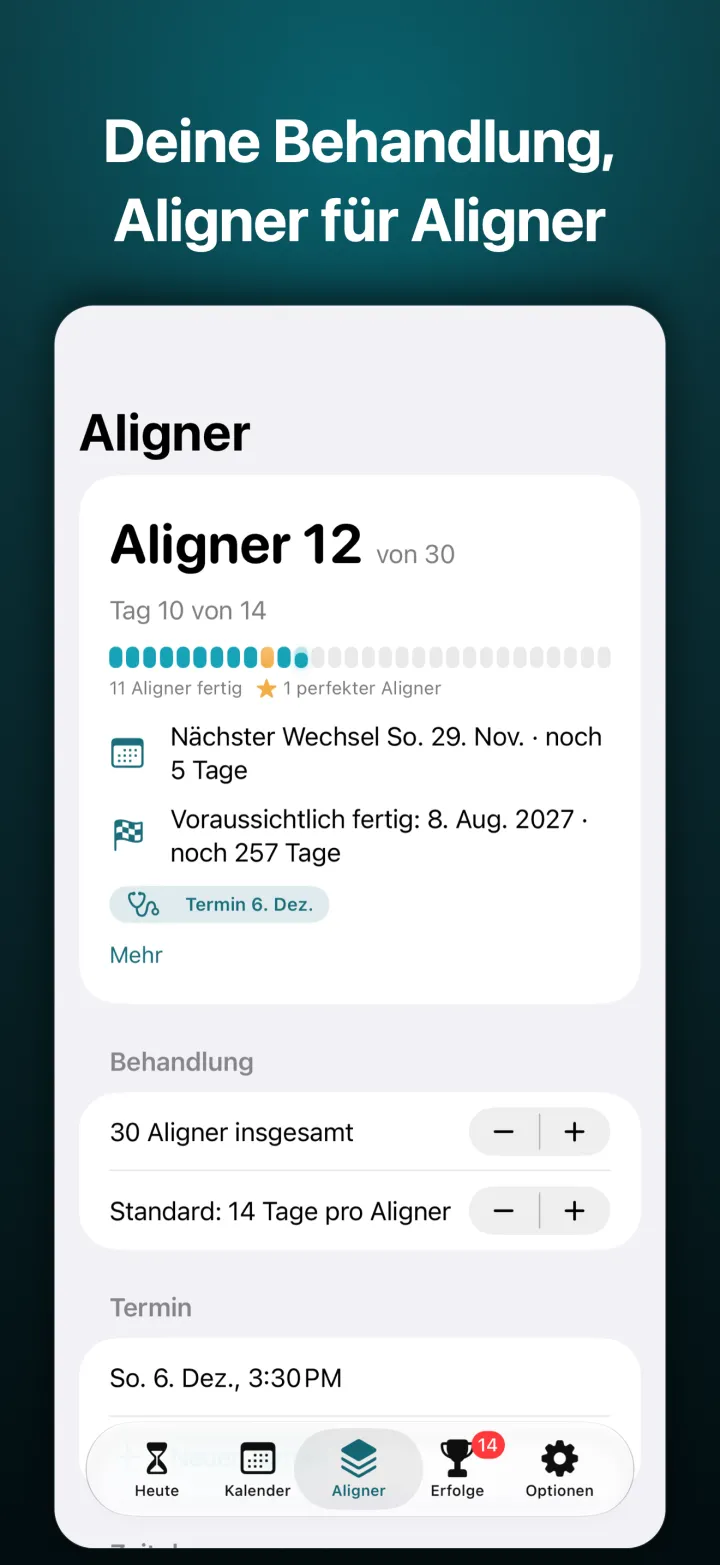 Deine Behandlung,
Aligner für Aligner
Aligner
Aligner 12 von 30
Tag 10 von 14
11 Aligner fertig 1 perfekter Aligner
Nächster Wechsel So. 29. Nov. · noch
5 Tage
Voraussichtlich fertig: 8. Aug. 2027 ·
noch 257 Tage
Termin 6. Dez.
Mehr
Behandlung
30 Aligner insgesamt − +
Standard: 14 Tage pro Aligner − +
Termin
So. 6. Dez., 3:30 PM
14
Heute Kalender Aligner Erfolge Optionen